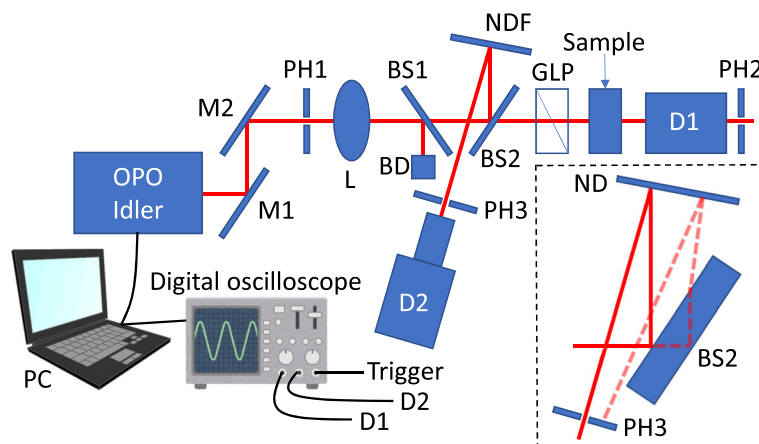 NDF
Sample
PH1
BS1
GLP
PH2
M2
D1
BD
BS2
OPO
Idler
L
M1
PH3
ND
Digital oscilloscope
D2
BS2
PC
Trigger
D2
D1
PH3